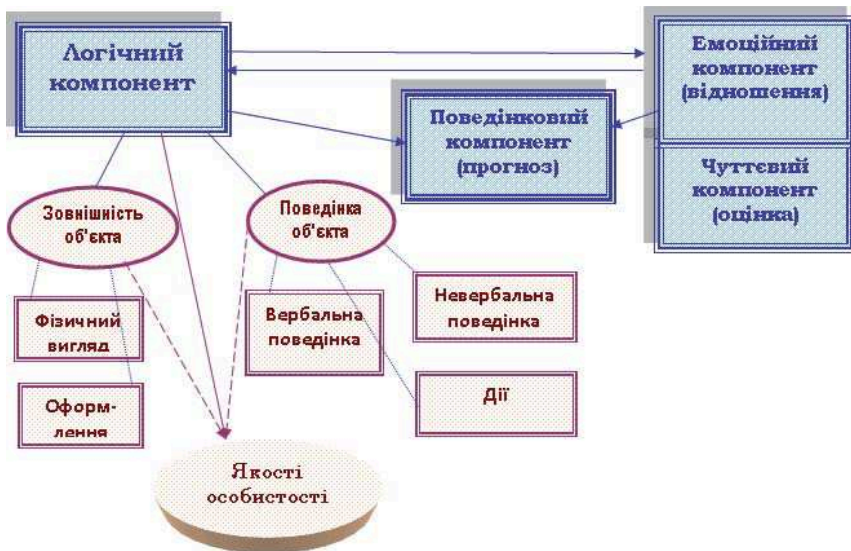 Логічний
компонент
Емоційний
компонент
(відношення)
Поведінковий
компонент
(прогноз)
Чуттєвий
компонент
(оцінка)
Зовнішність
об'єкта
Поведінка
об'єкта
Фізичний
вигляд
Вербальна
поведінка
Невербальна
поведінка
Оформ-
лення
Дії
Якості
особистості